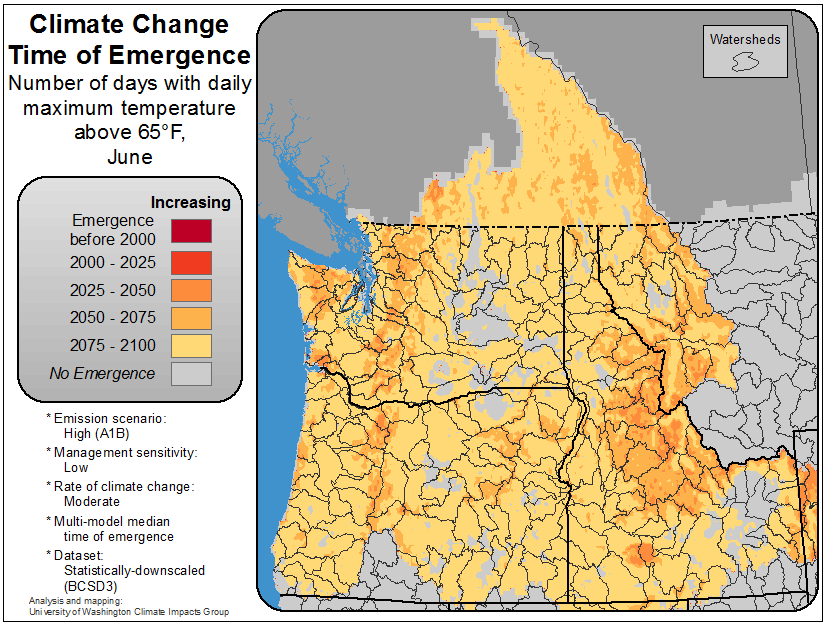 Climate Change
Time of Emergence
Number of days with daily
maximum temperature
above 65°F,
June
Increasing
Emergence
before 2000
2000 - 2025
2025 - 2050
2050 - 2075
2075 - 2100
No Emergence
* Emission scenario:
High (A1B)
* Management sensitivity:
Low
* Rate of climate change:
Moderate
* Multi-model median
time of emergence
* Dataset:
Statistically-downscaled
(BCSD3)
Analysis and mapping:
University of Washington Climate Impacts Group
Watersheds